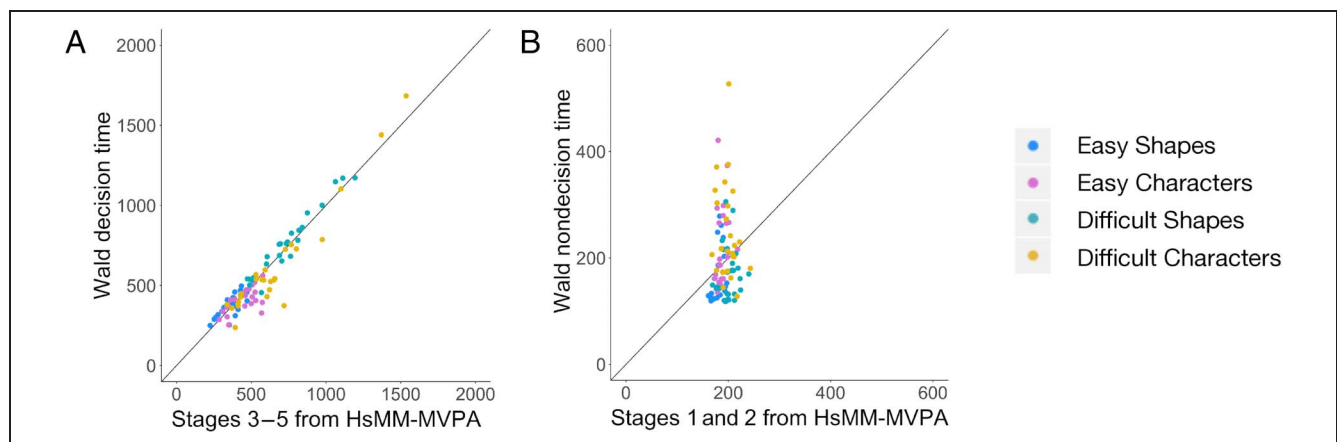 A
2000
1500
1000
500
0
Wald decision time
0 500 1000 1500 2000
Stages 3–5 from HsMM-MVPA
B
600
400
200
0
Wald nondecision time
0 200 400 600
Stages 1 and 2 from HsMM-MVPA
Easy Shapes
Easy Characters
Difficult Shapes
Difficult Characters